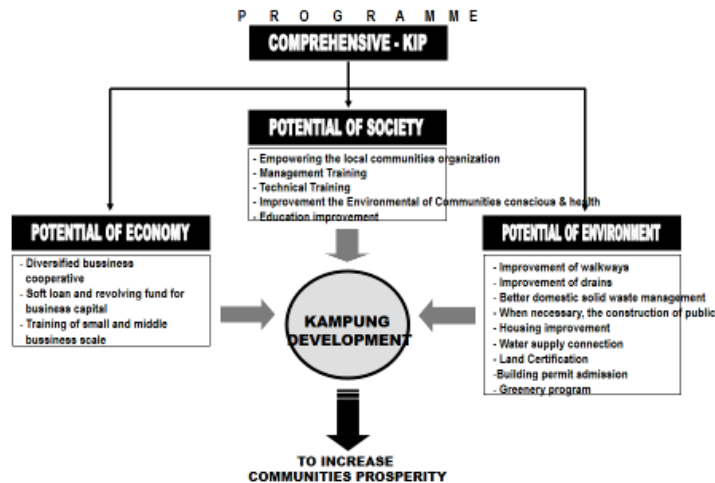 P R O G R A M M E
COMPREHENSIVE - KIP
POTENTIAL OF SOCIETY
- Empowering the local communities organization
- Management Training
- Technical Training
- Improvement the Environmental of Communities conscious & health
- Education improvement
POTENTIAL OF ECONOMY
- Diversified bussiness
cooperative
- Soft loan and revolving fund for
business capital
- Training of small and middle
bussiness scale
POTENTIAL OF ENVIRONMENT
- Improvement of walkways
- Improvement of drains
- Better domestic solid waste management
- When necessary, the construction of public
- Housing improvement
- Water supply connection
- Land Certification
-Building permit admission
- Greenery program
KAMPUNG
DEVELOPMENT
TO INCREASE
COMMUNITIES PROSPERITY